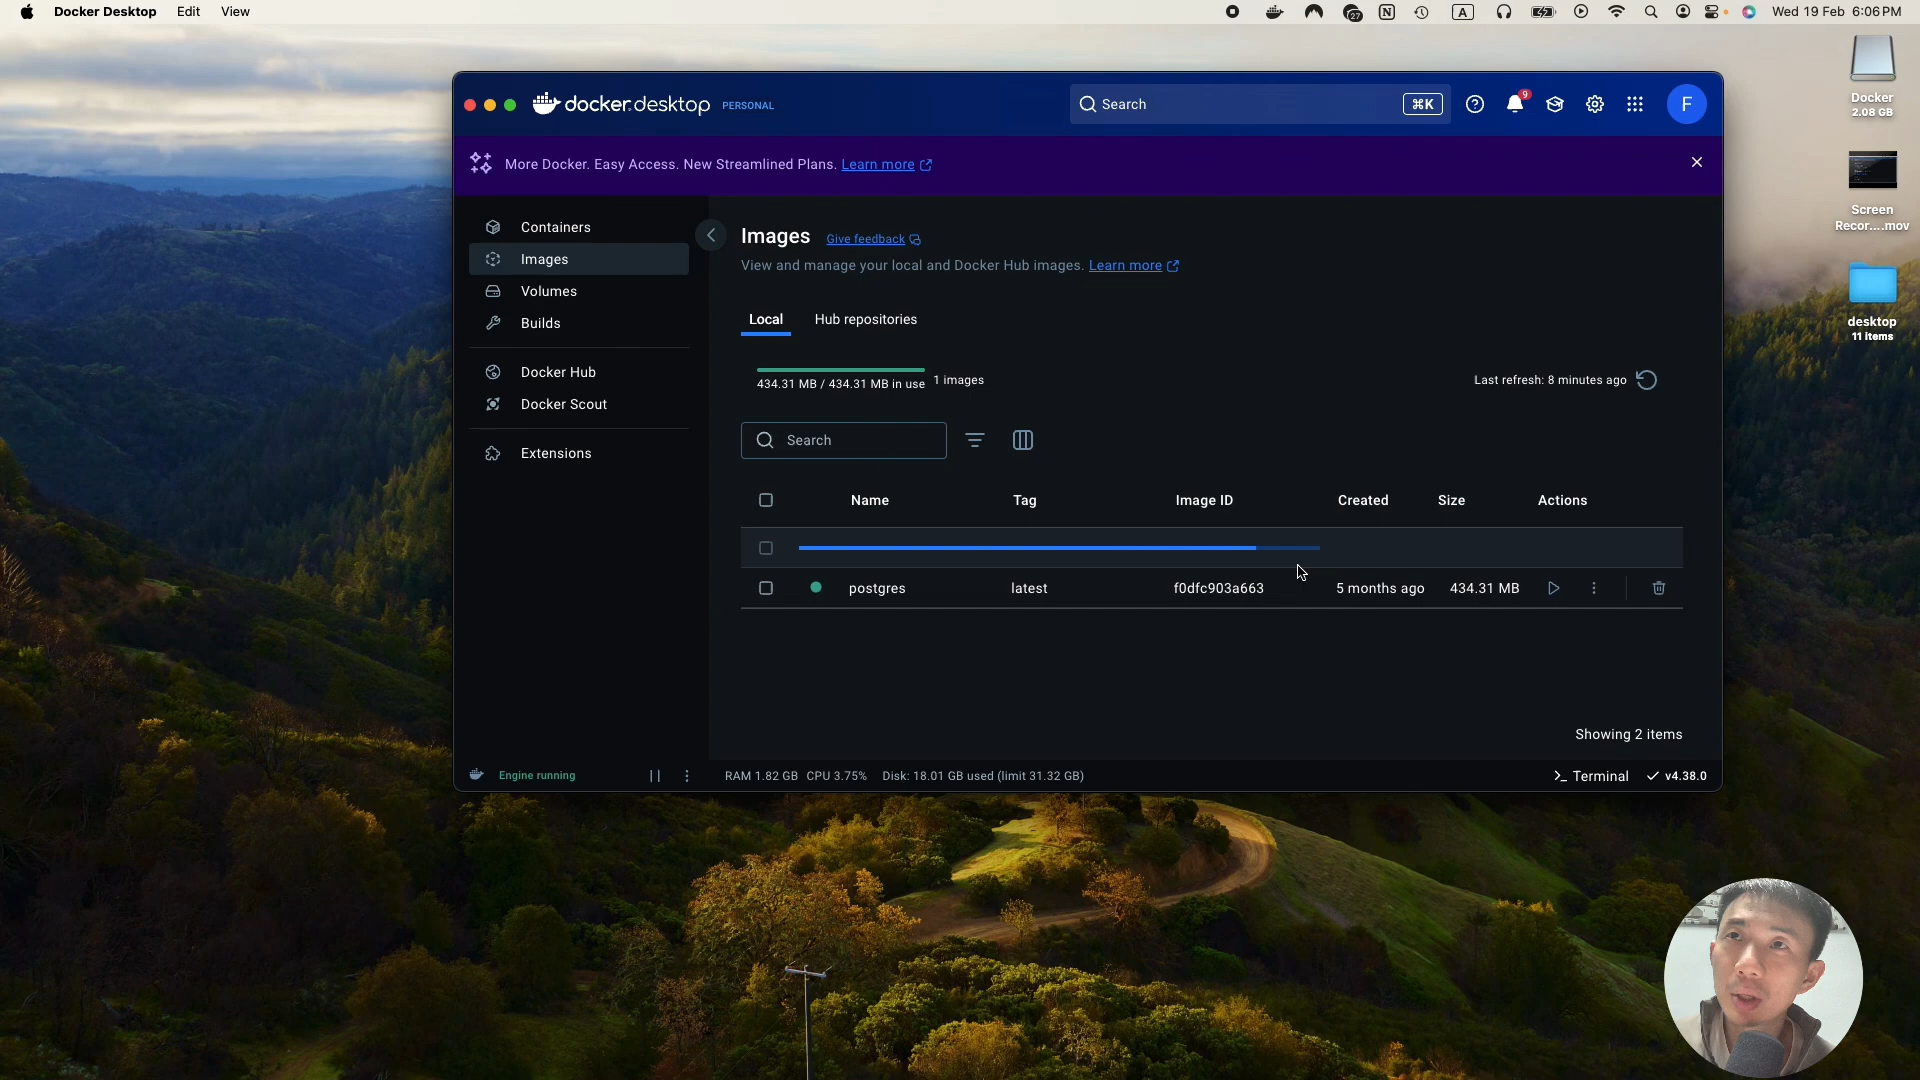 Docker Desktop Edit View
27
A
Wed 19 Feb 6:06 PM
docker.desktop PERSONAL
Search
⌘K
9
F
More Docker. Easy Access. New Streamlined Plans. Learn more
Containers
Images
Volumes
Builds
Docker Hub
Docker Scout
Extensions
Images Give feedback
View and manage your local and Docker Hub images. Learn more
Local Hub repositories
434.31 MB / 434.31 MB in use 1 images
Last refresh: 8 minutes ago
Search
Name Tag Image ID Created Size Actions
postgres latest f0dfc903a663 5 months ago 434.31 MB
Showing 2 items
Engine running
RAM 1.82 GB CPU 3.75% Disk: 18.01 GB used (limit 31.32 GB)
>_ Terminal
v4.38.0
Docker
2.08 GB
Screen
Recor....mov
desktop
11 items